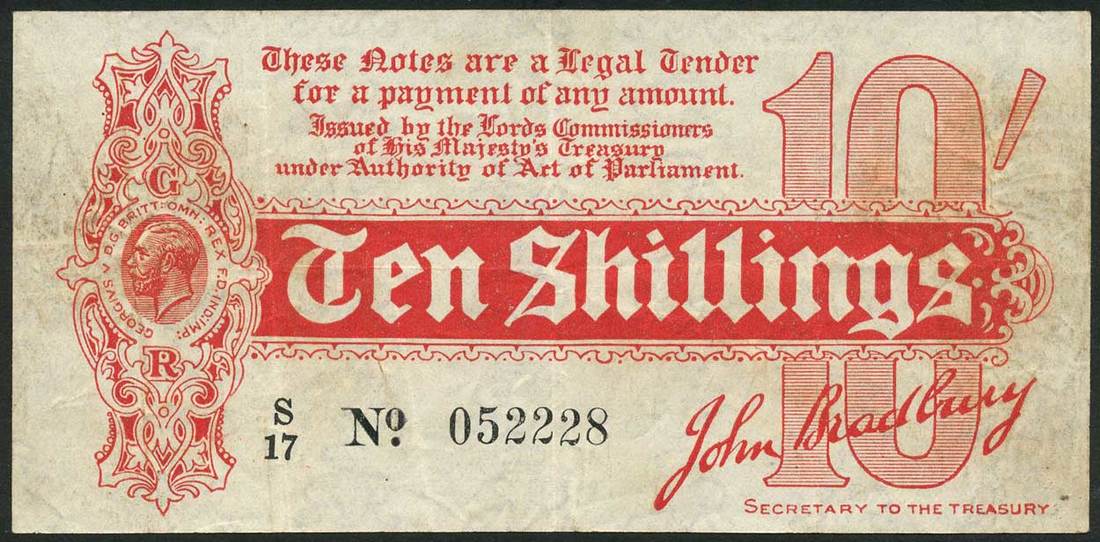 These Notes are a Legal Tender
for a payment of any amount.
Issued by the Lords Commissioners
of His Majesty's Treasury
under Authority of Act of Parliament.
10/
G
GEORGIVS V D.G. BRITT: OMN: REX F.D. IND: IMP:
R
Ten Shillings
S
17
No. 052228
10
John Bradbury
SECRETARY TO THE TREASURY